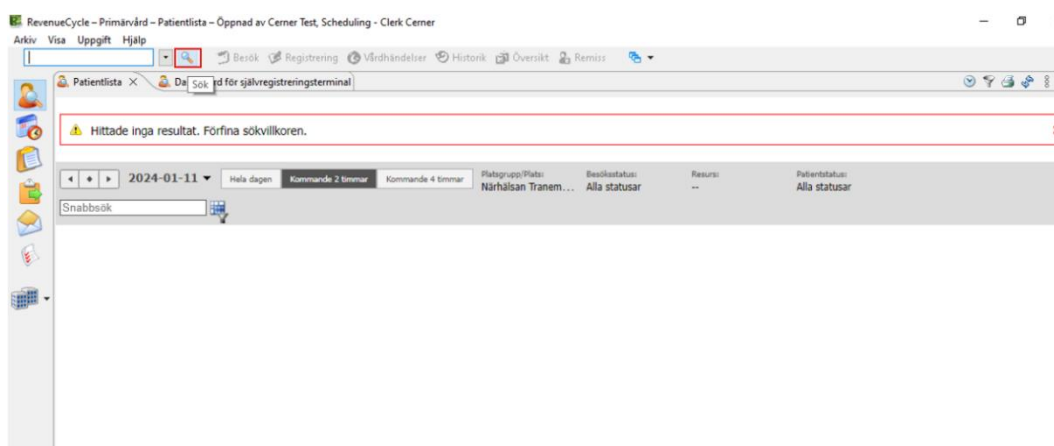 RevenueCycle – Primärvård – Patientlista – Öppnad av Cerner Test, Scheduling - Clerk Cerner
Arkiv Visa Uppgift Hjälp
Besök Registrering Vårdhändelser Historik Översikt Remiss
Patientlista Da rd för självregistreringsterminal
Sök
Hittade inga resultat. Förfina sökvillkoren.
2024-01-11 Hela dagen Kommande 2 timmar Kommande 4 timmar
Platsgrupp/Plats: Besöksstatus: Resurs: Patientstatus:
Närhälsan Tranem... Alla statusar -- Alla statusar
Snabbsök